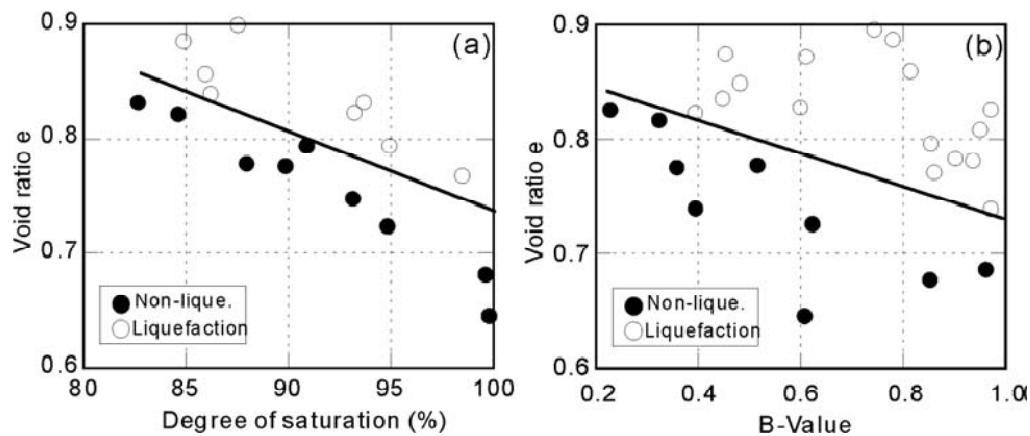 0.9
0.8
0.7
0.6
Void ratio e
(a)
Non-lique.
Liquefaction
80
85
90
95
100
Degree of saturation (%)
0.9
0.8
0.7
0.6
Void ratio e
(b)
Non-lique.
Liquefaction
0.2
0.4
0.6
0.8
1.00
B-Value